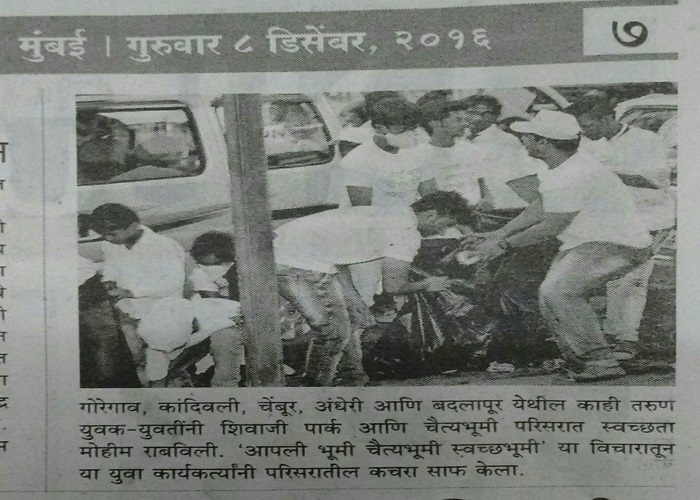 मुंबई । गुरुवार ८ डिसेंबर, २०१६ ७
गोरेगाव, कांदिवली, चेंबूर, अंधेरी आणि बदलापूर येथील काही तरुण
युवक-युवतींनी शिवाजी पार्क आणि चैत्यभूमी परिसरात स्वच्छता
मोहीम राबविली. 'आपली भूमी चैत्यभूमी स्वच्छभूमी' या विचारातून
या युवा कार्यकर्त्यांनी परिसरातील कचरा साफ केला.